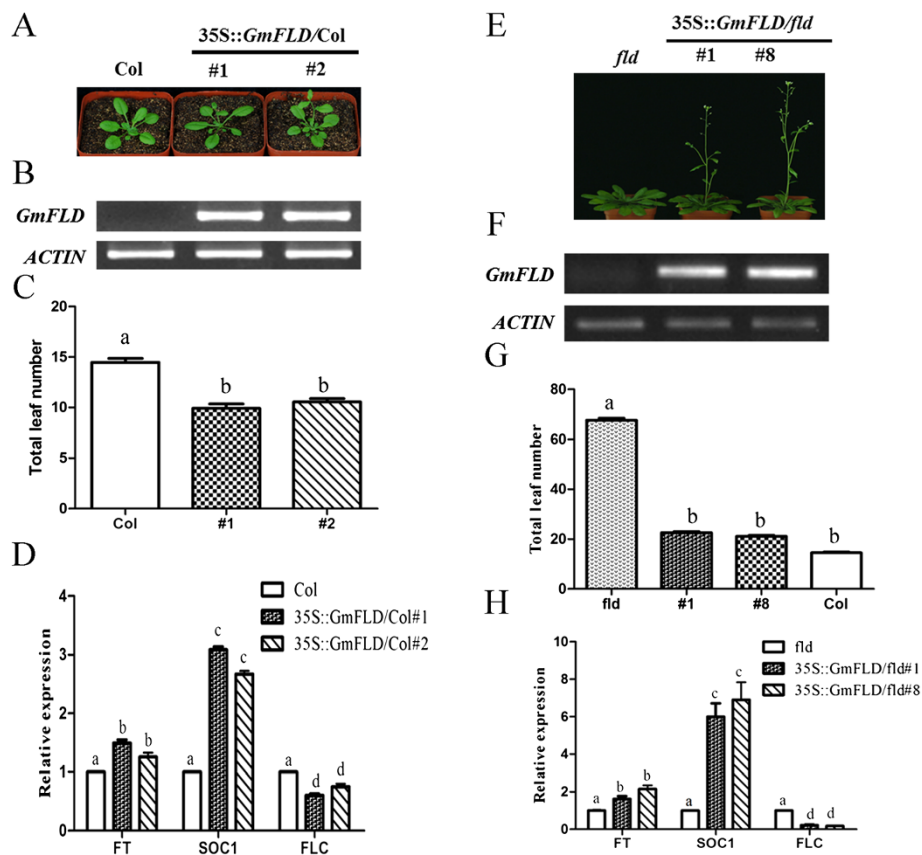 A
35S::GmFLD/Col
Col #1 #2
B
GmFLD
ACTIN
C
Total leaf number
20
15
10
5
0
a b b
Col #1 #2
D
Relative expression
4
3
2
1
0
Col
35S::GmFLD/Col#1
35S::GmFLD/Col#2
a b b a c c a d d
FT SOC1 FLC
E
35S::GmFLD/fld
fld #1 #8
F
GmFLD
ACTIN
G
Total leaf number
80
60
40
20
0
a b b b
fld #1 #8 Col
H
Relative expression
10
8
6
4
2
0
fld
35S::GmFLD/fld#1
35S::GmFLD/fld#8
a b b a c c a d d
FT SOC1 FLC